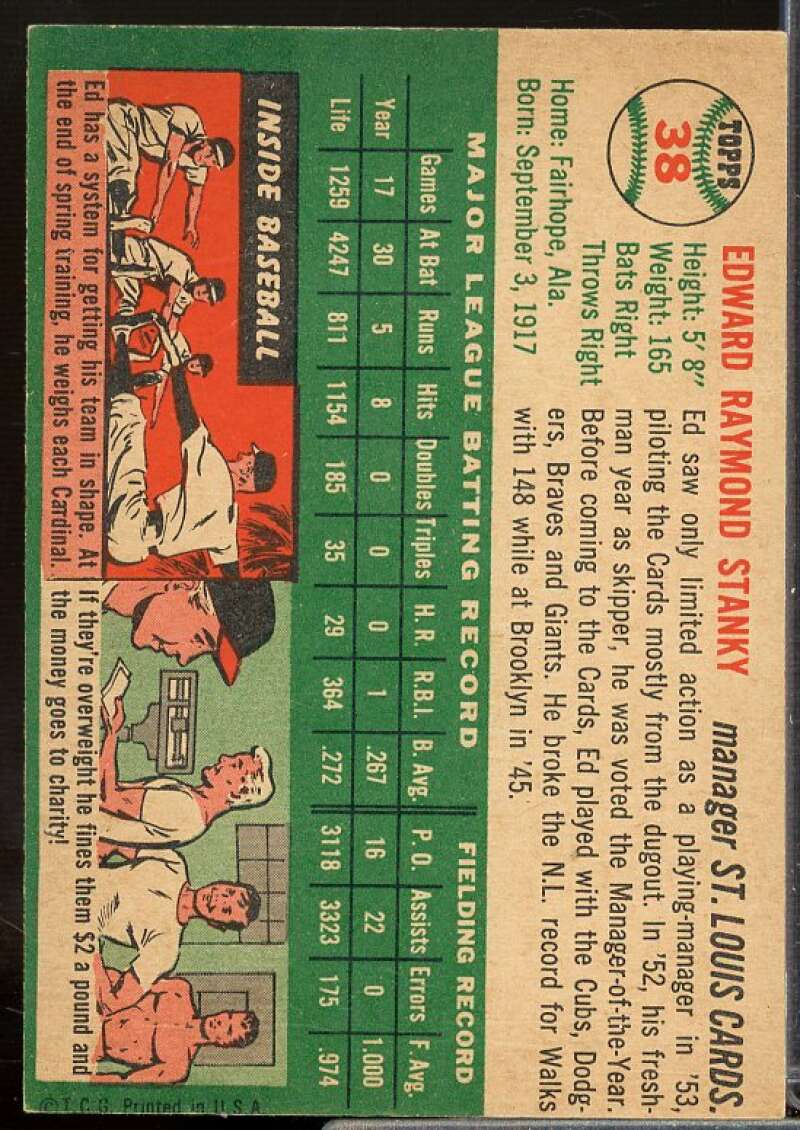 TOPPS
38
EDWARD RAYMOND STANKY manager ST. LOUIS CARDS.
Height: 5' 8"
Weight: 165
Bats Right
Throws Right
Home: Fairhope, Ala.
Born: September 3, 1917
Ed saw only limited action as a playing-manager in '53,
piloting the Cards mostly from the dugout. In '52, his fresh-
man year as skipper, he was voted the Manager-of-the-Year.
Before coming to the Cards, Ed played with the Cubs, Dodg-
ers, Braves and Giants. He broke the N.L. record for Walks
with 148 while at Brooklyn in '45.
MAJOR LEAGUE BATTING RECORD FIELDING RECORD
Games At Bat Runs Hits Doubles Triples H. R. R.B.I. B. Avg. P. O. Assists Errors F. Avg.
Year 17 30 5 8 0 0 0 1 .267 16 22 0 1.000
Life 1259 4247 811 1154 185 35 29 364 .272 3118 3323 175 .974
INSIDE BASEBALL
Ed has a system for getting his team in shape. At
the end of spring training, he weighs each Cardinal.
If they're overweight he fines them $2 a pound and
the money goes to charity!
© T. C. G. Printed in U.S.A.